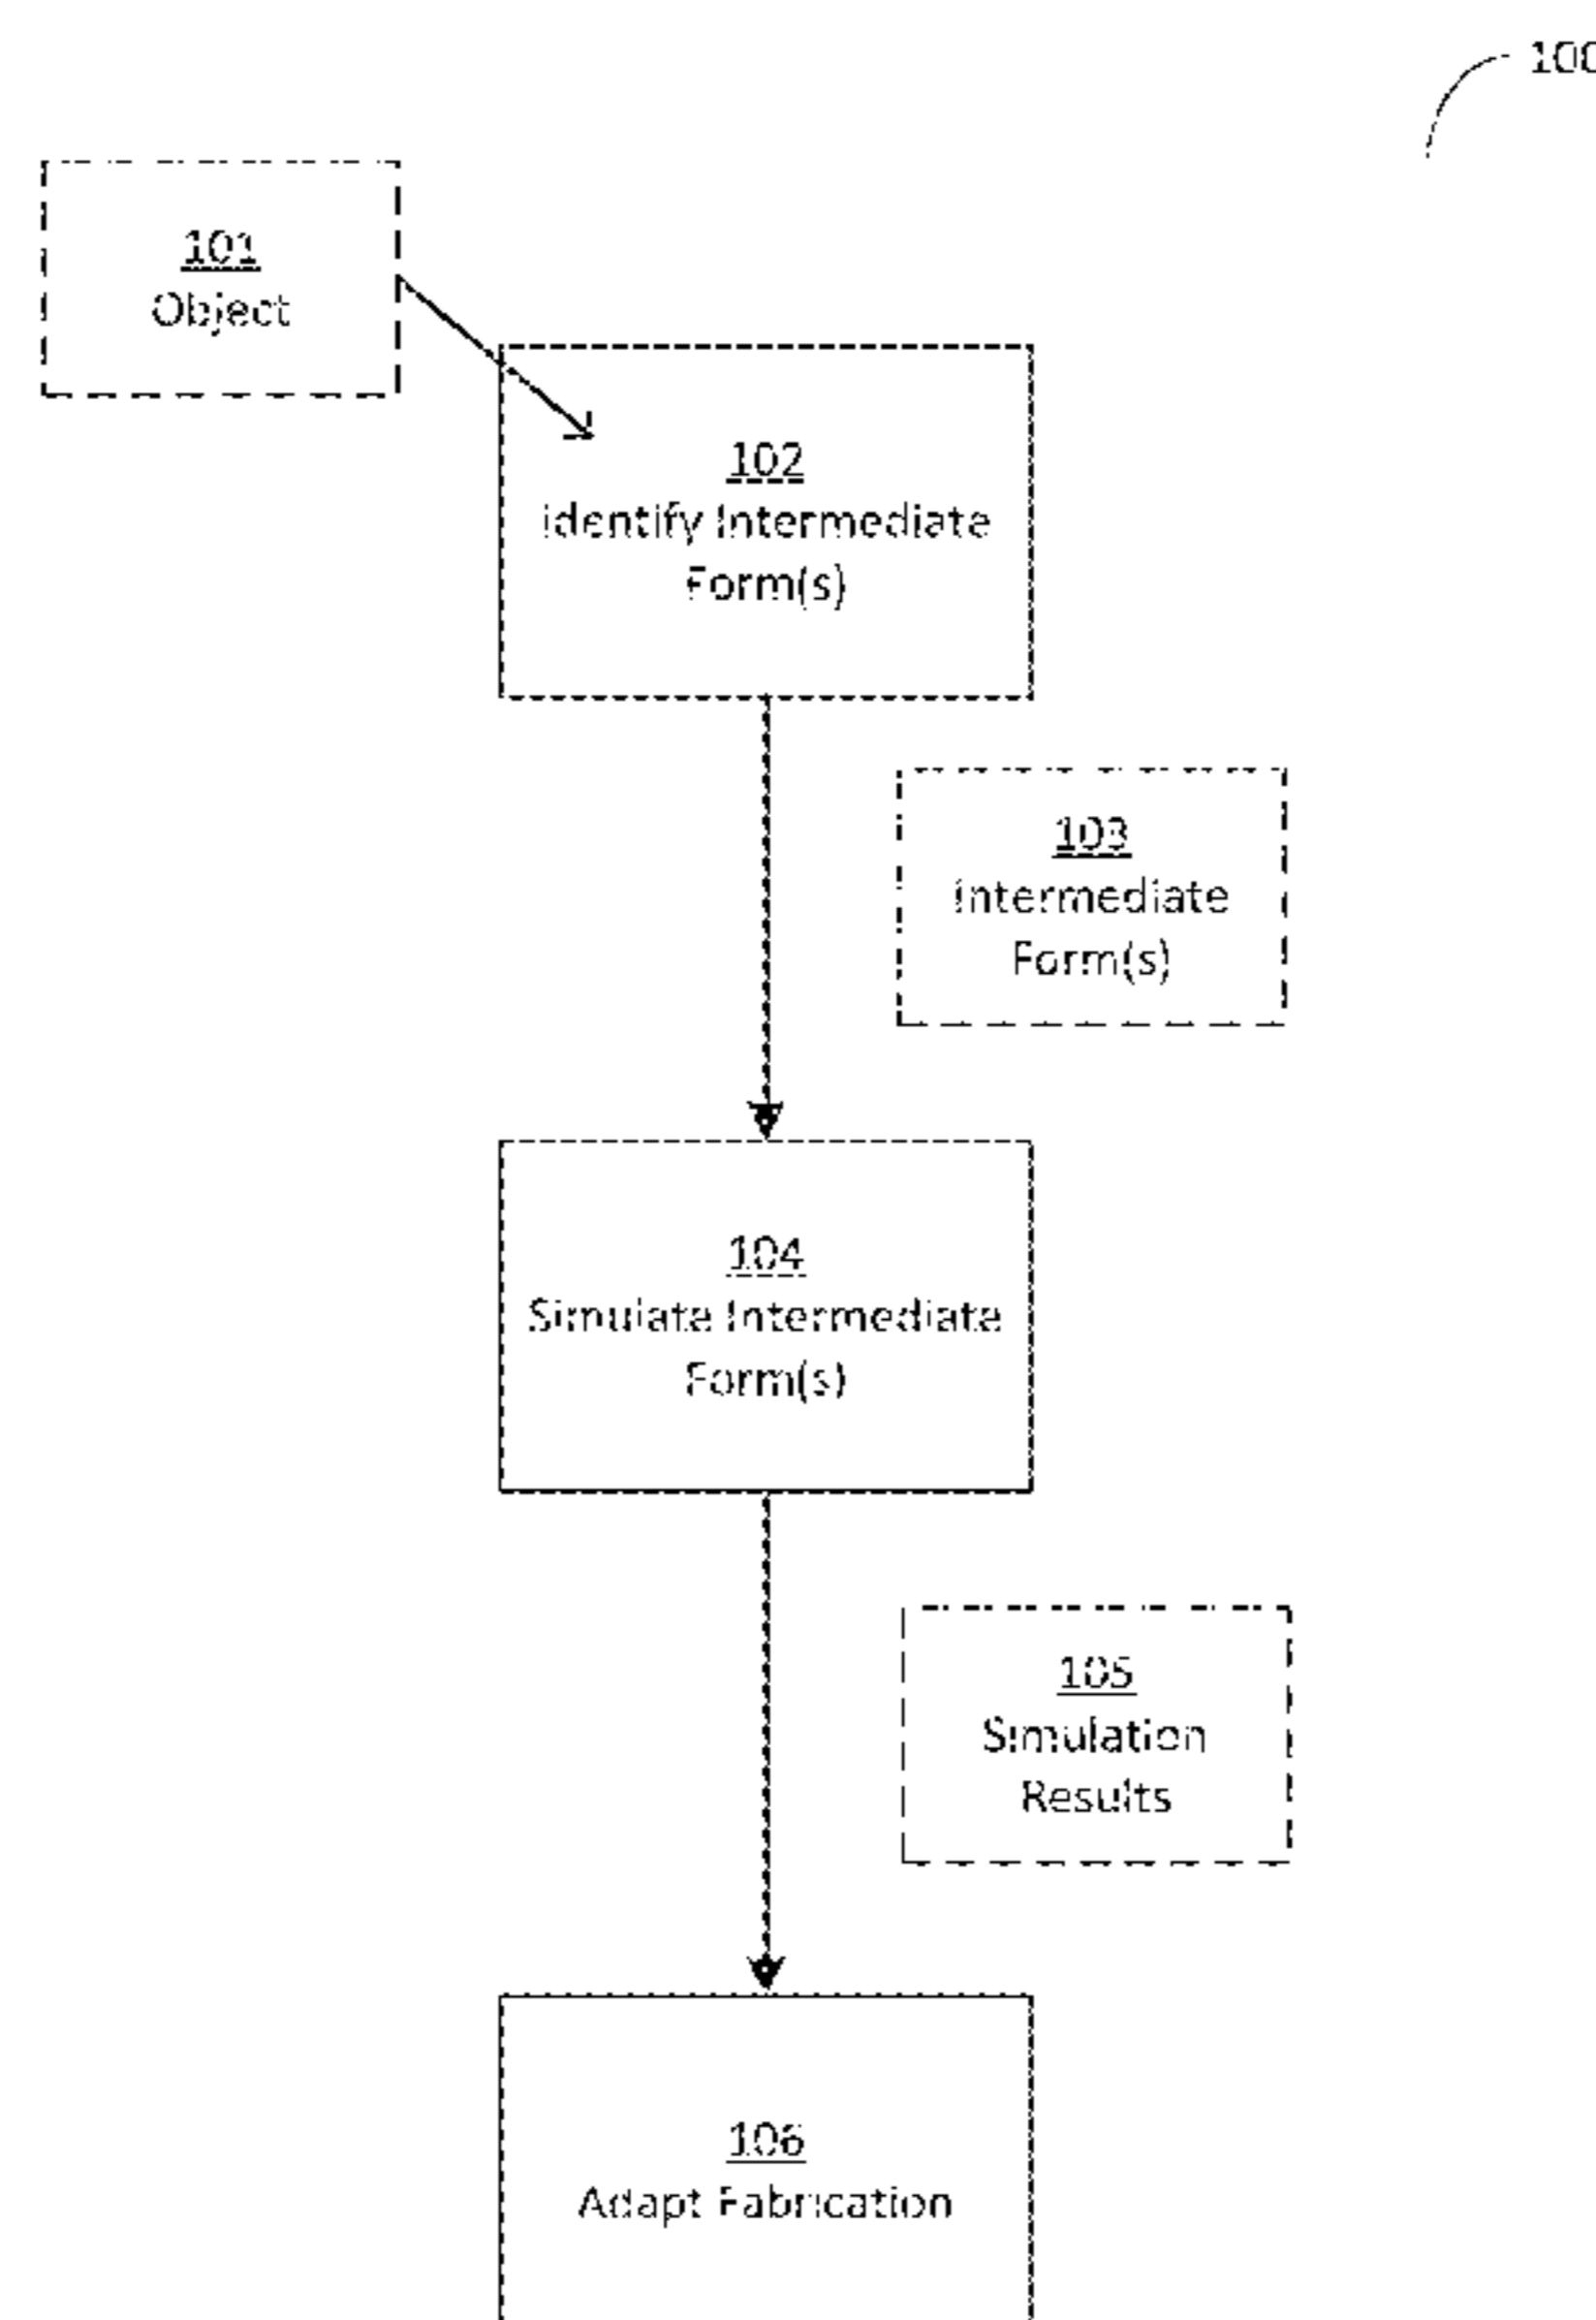 100
101
Object
102
Identify Intermediate
Form(s)
103
Intermediate
Form(s)
104
Simulate Intermediate
Form(s)
105
Simulation
Results
106
Adapt Fabrication